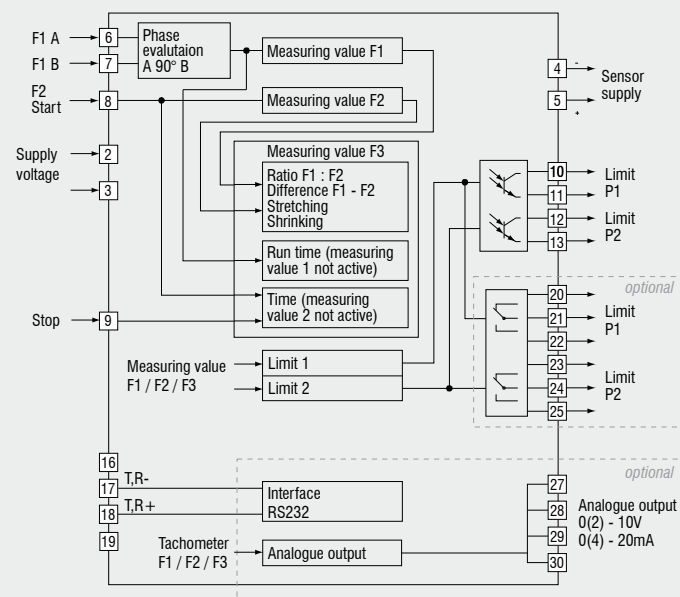 F1 A
6
Phase
evalutaion
A 90° B
F1 B
7
Measuring value F1
F2
Start
8
Measuring value F2
4
-
5
+
Sensor
supply
Supply
voltage
2
3
Measuring value F3
Ratio F1 : F2
Difference F1 - F2
Stretching
Shrinking
Run time (measuring
value 1 not active)
Time (measuring
value 2 not active)
10
11
Limit
P1
12
13
Limit
P2
optional
20
21
22
Limit
P1
23
24
25
Limit
P2
Stop
9
Measuring value
F1 / F2 / F3
Limit 1
Limit 2
16
17
T,R-
18
T,R+
19
Interface
RS232
optional
Tachometer
F1 / F2 / F3
Analogue output
27
28
29
30
Analogue output
0(2) - 10V
0(4) - 20mA